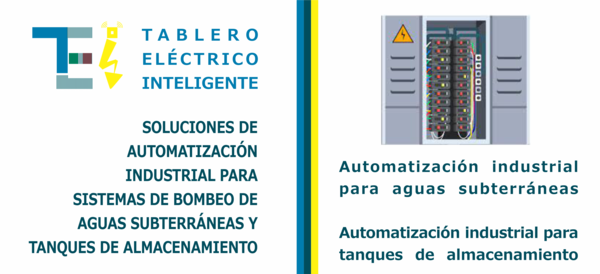 TEi
TABLERO
ELÉCTRICO
INTELIGENTE
SOLUCIONES DE
AUTOMATIZACIÓN
INDUSTRIAL PARA
SISTEMAS DE BOMBEO DE
AGUAS SUBTERRÁNEAS Y
TANQUES DE ALMACENAMIENTO
Automatización industrial
para aguas subterráneas
Automatización industrial para
tanques de almacenamiento